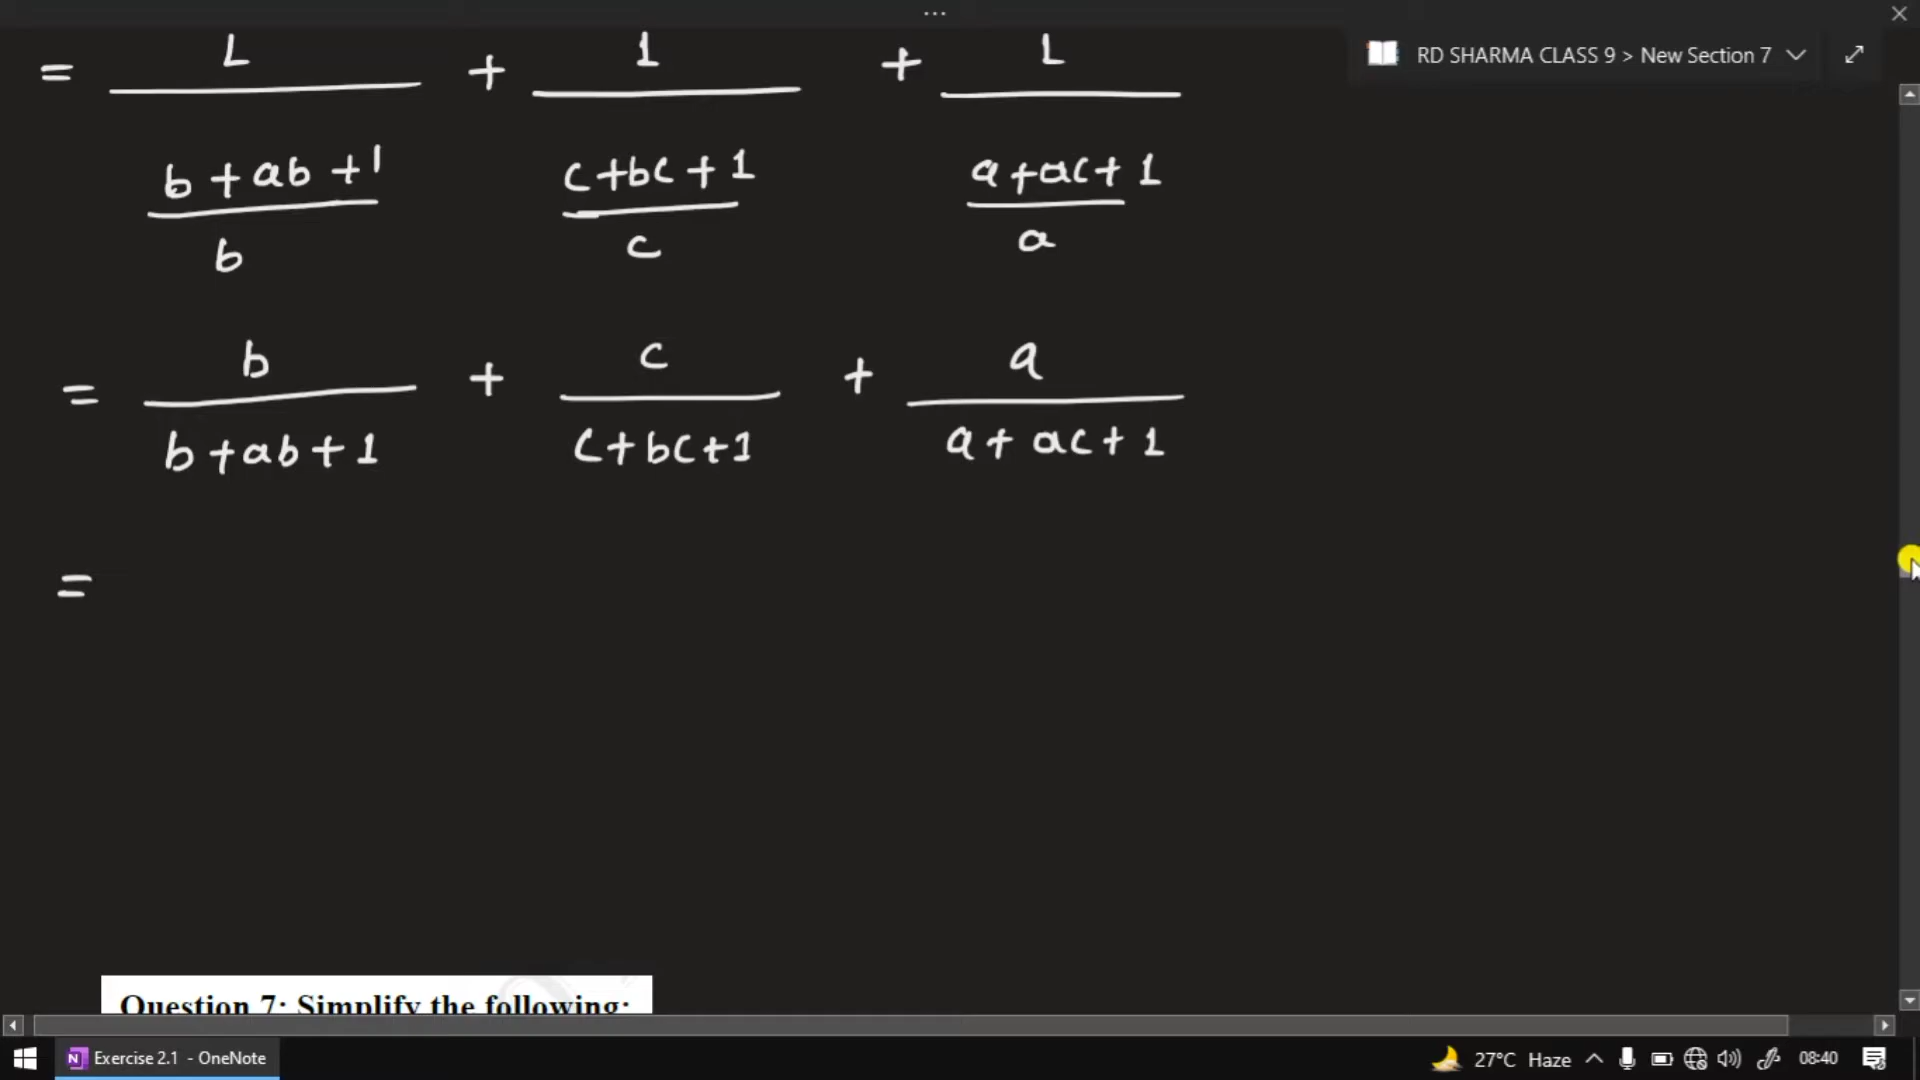 ...
RD SHARMA CLASS 9 > New Section 7
= 1 + 1 + 1
b+ab+1 c+bc+1 a+ac+1
b c a
= b + c + a
b+ab+1 c+bc+1 a+ac+1
=
Question 7: Simplify the following:
Exercise 2.1 - OneNote
27°C Haze
08:40